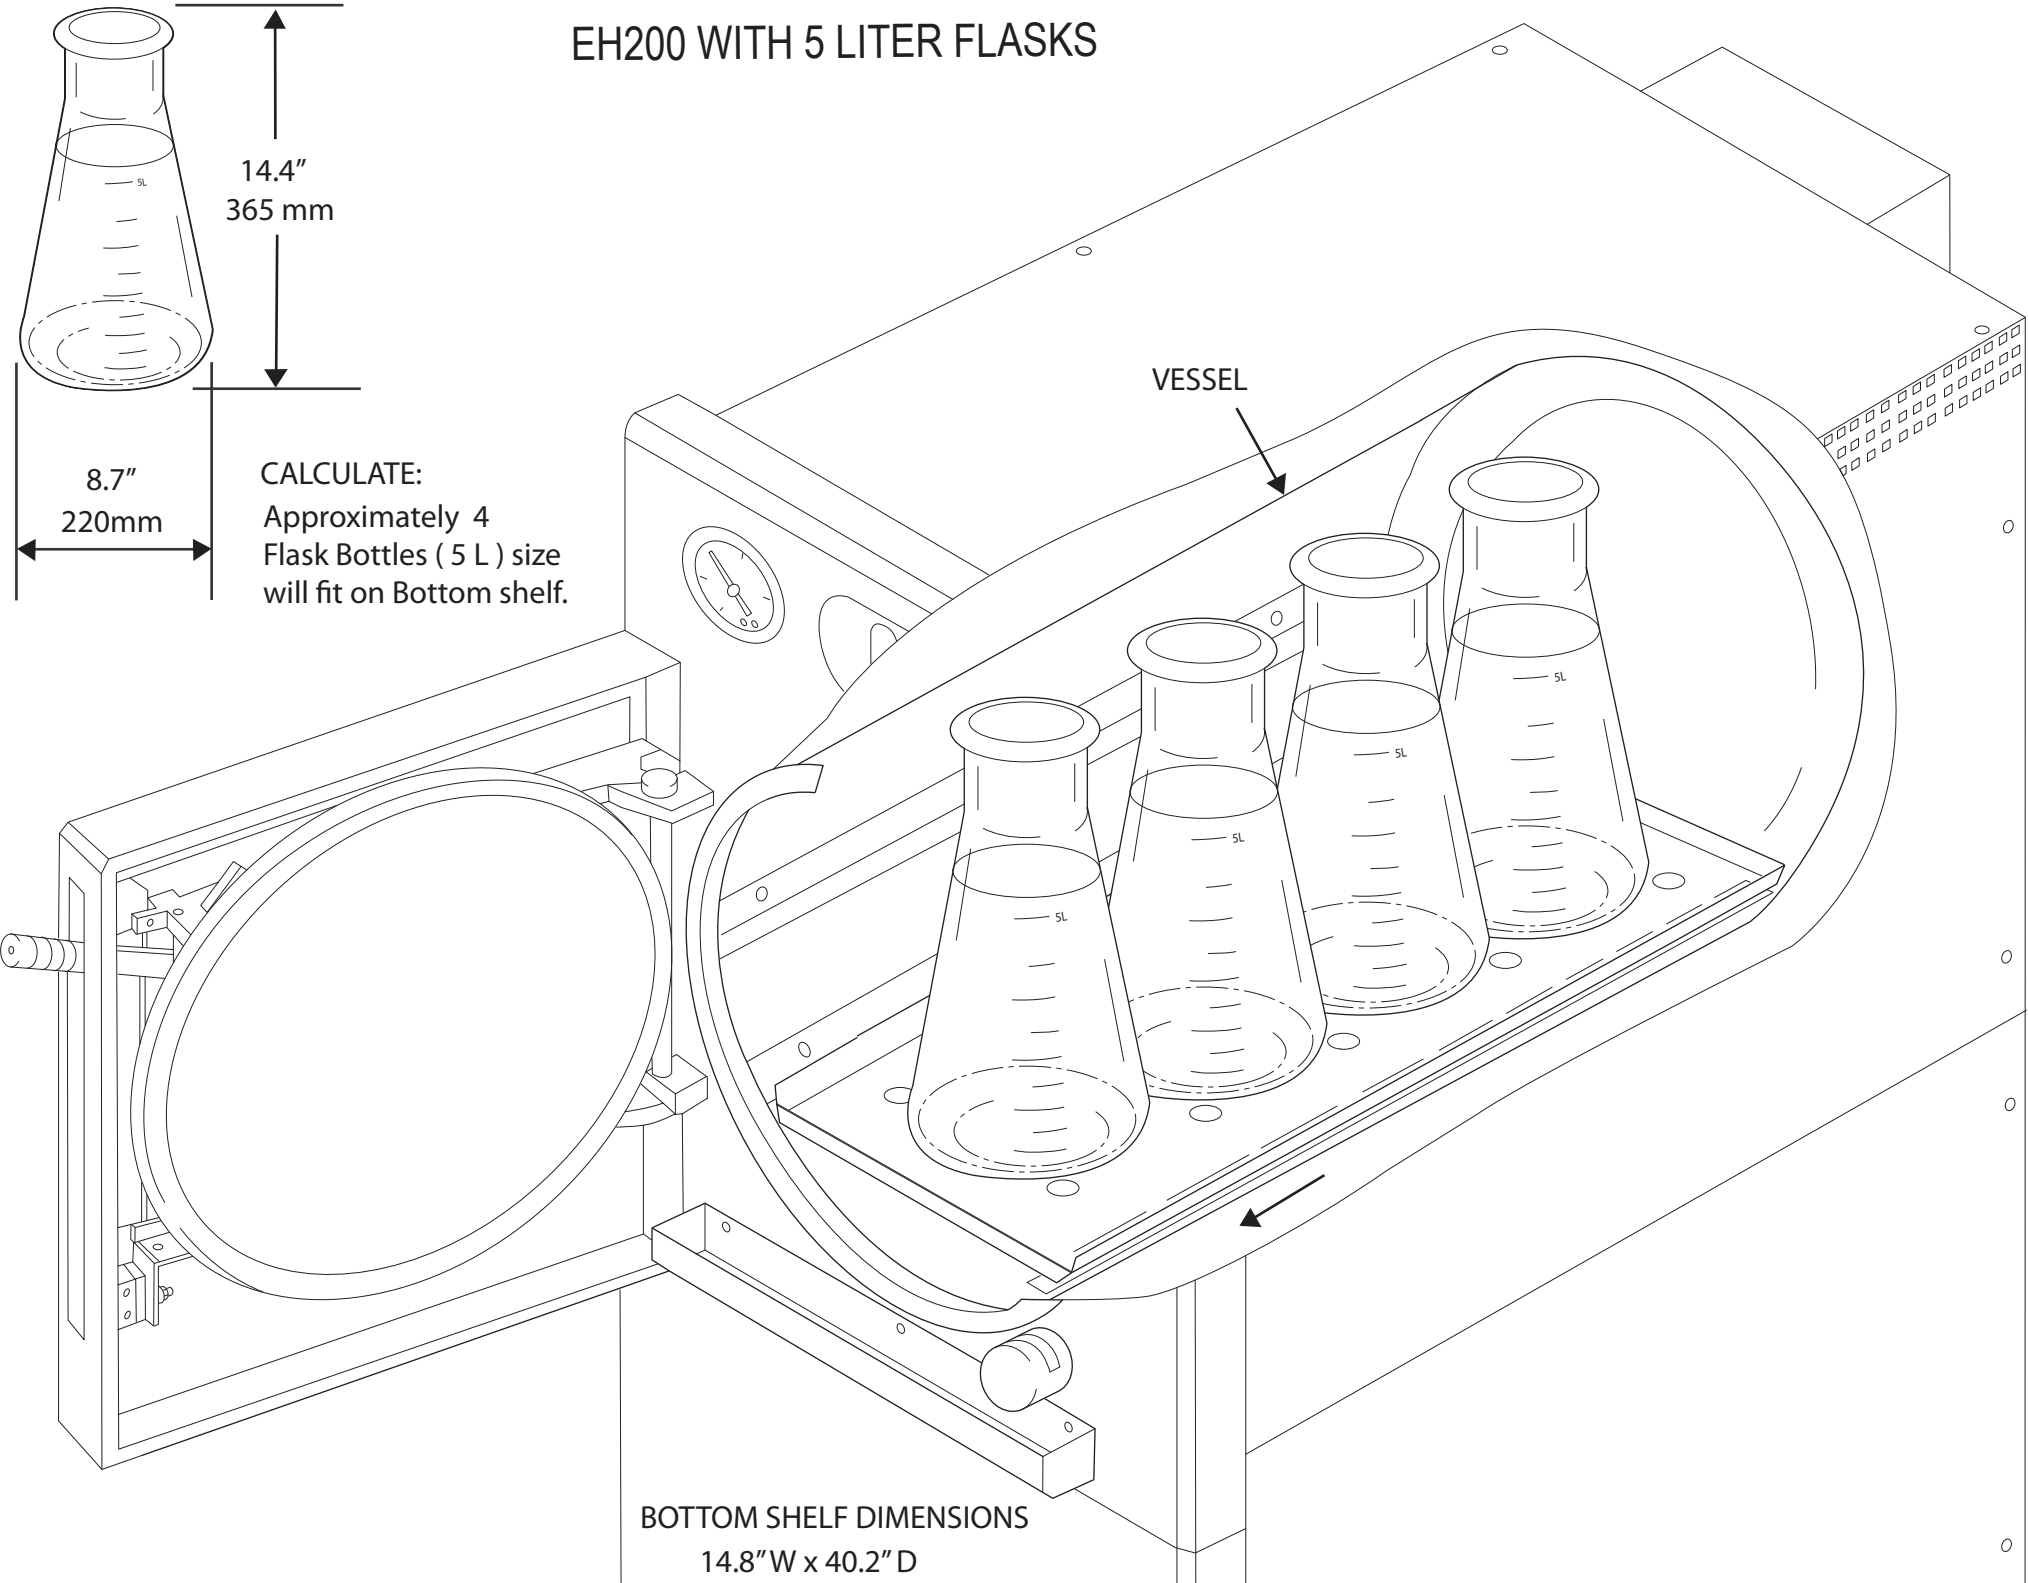 EH200 WITH 5 LITER FLASKS
5L
14.4”
365 mm
8.7”
220mm
CALCULATE:
Approximately 4
Flask Bottles ( 5 L ) size
will fit on Bottom shelf.
VESSEL
5L
5L
5L
5L
BOTTOM SHELF DIMENSIONS
14.8” W x 40.2” D